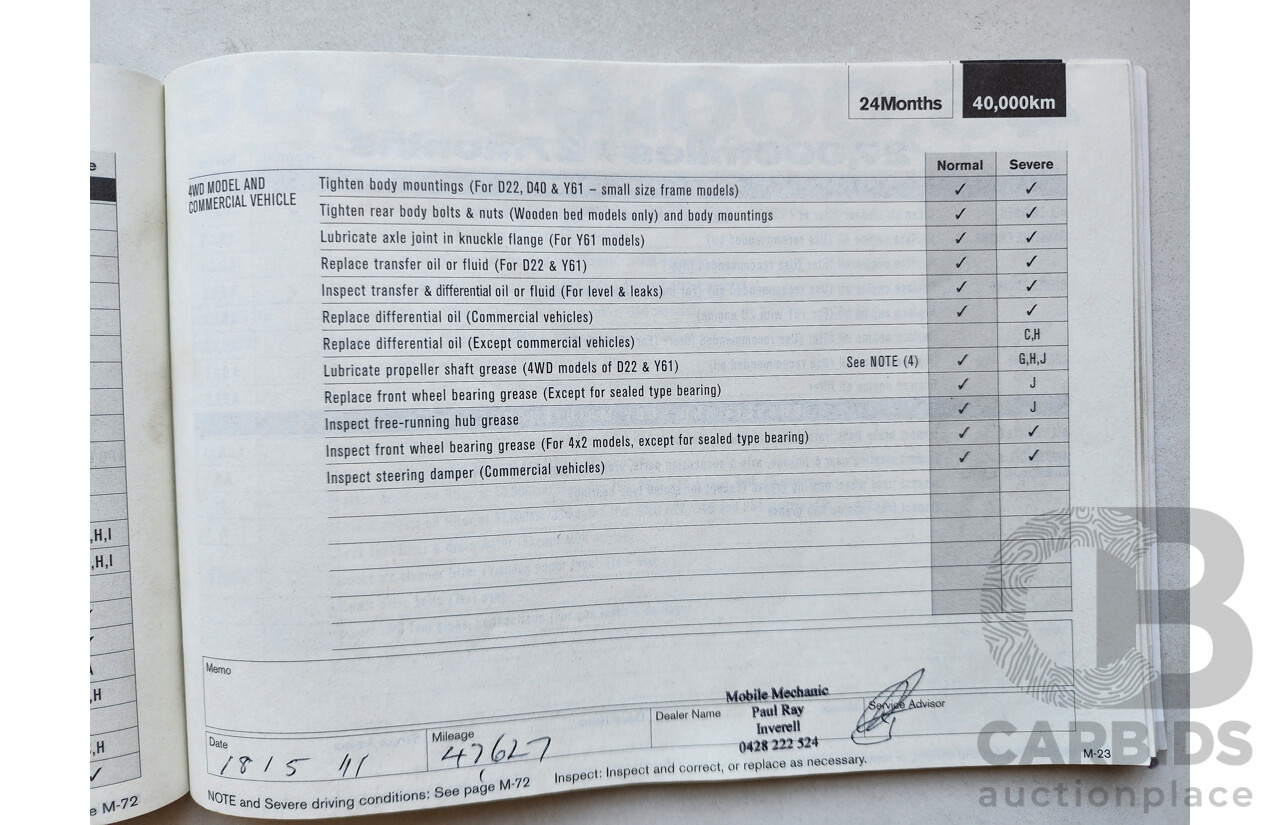 24Months 40,000km
e
Normal Severe
4WD MODEL AND
COMMERCIAL VEHICLE
Tighten body mountings (For D22, D40 & Y61 – small size frame models) ✓ ✓
Tighten rear body bolts & nuts (Wooden bed models only) and body mountings ✓ ✓
Lubricate axle joint in knuckle flange (For Y61 models) ✓ ✓
Replace transfer oil or fluid (For D22 & Y61) ✓ ✓
Inspect transfer & differential oil or fluid (For level & leaks) ✓ ✓
Replace differential oil (Commercial vehicles) ✓ ✓
Replace differential oil (Except commercial vehicles) C,H
Lubricate propeller shaft grease (4WD models of D22 & Y61) See NOTE (4) ✓ G,H,J
Replace front wheel bearing grease (Except for sealed type bearing) ✓ J
Inspect free-running hub grease ✓ J
Inspect front wheel bearing grease (For 4x2 models, except for sealed type bearing) ✓ ✓
Inspect steering damper (Commercial vehicles) ✓ ✓
,H,I
,H,I
,H
,H
✓
e M-72
Memo
Date 18 15 11
Mileage 47627
Dealer Name
Mobile Mechanic
Paul Ray
Inverell
0428 222 524
Service Advisor
NOTE and Severe driving conditions: See page M-72 Inspect: Inspect and correct, or replace as necessary.
M-23
CARBIDS
auctionplace